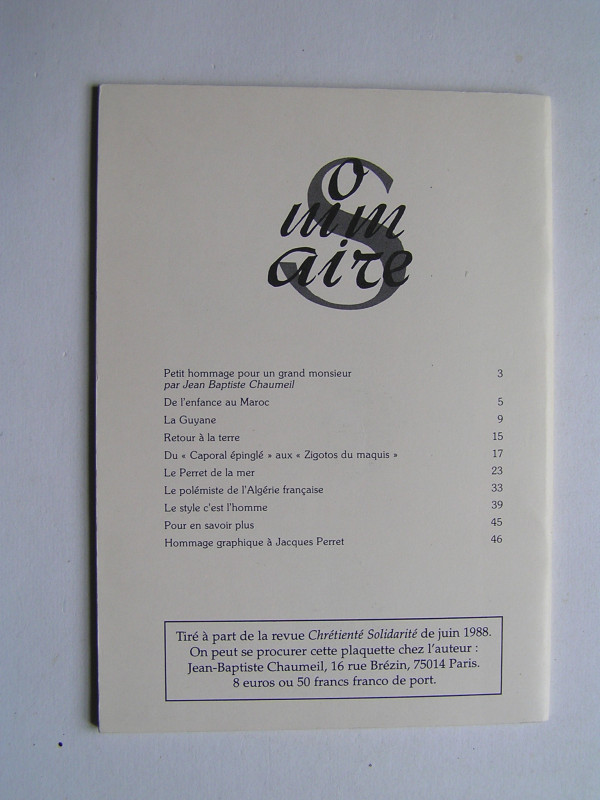 Sommaire
Petit hommage pour un grand monsieur 3
par Jean Baptiste Chaumeil
De l'enfance au Maroc 5
La Guyane 9
Retour à la terre 15
Du « Caporal épinglé » aux « Zigotos du maquis » 17
Le Perret de la mer 23
Le polémiste de l'Algérie française 33
Le style c'est l'homme 39
Pour en savoir plus 45
Hommage graphique à Jacques Perret 46
Tiré à part de la revue Chrétienté Solidarité de juin 1988.
On peut se procurer cette plaquette chez l'auteur :
Jean-Baptiste Chaumeil, 16 rue Brézin, 75014 Paris.
8 euros ou 50 francs franco de port.